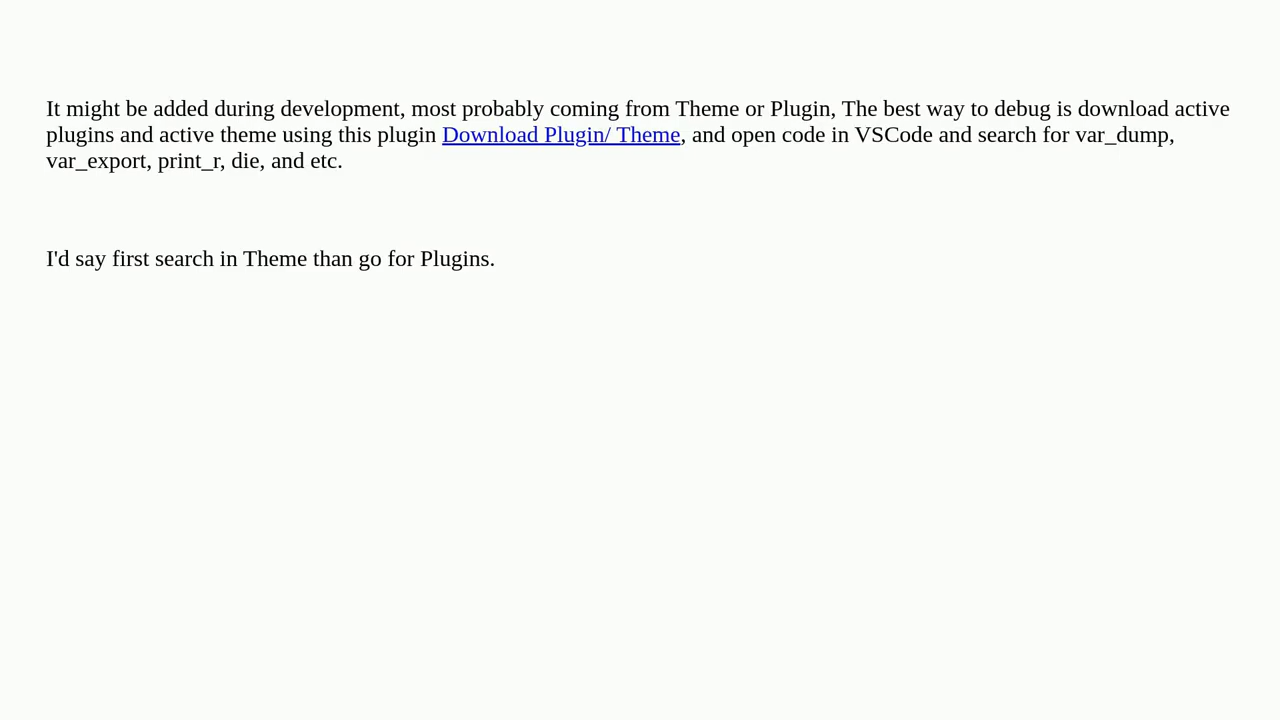 It might be added during development, most probably coming from Theme or Plugin, The best way to debug is download active
plugins and active theme using this plugin Download Plugin/ Theme, and open code in VSCode and search for var_dump,
var_export, print_r, die, and etc.
I'd say first search in Theme than go for Plugins.